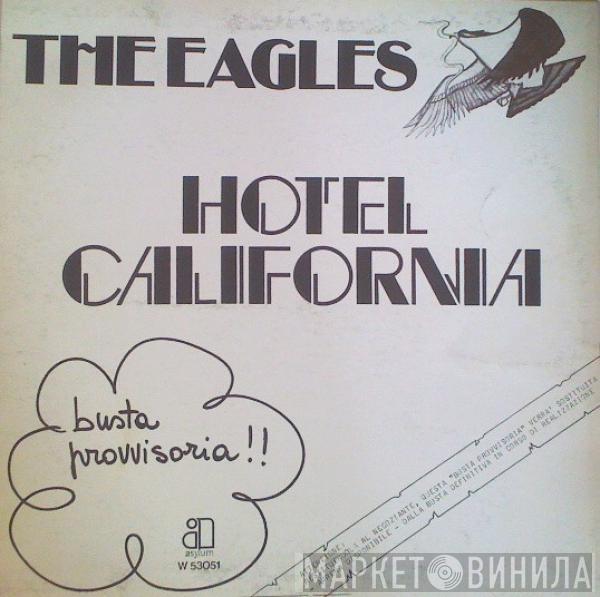 THE EAGLES
HOTEL
CALIFORNIA
busta
provvisoria!!
asylum
W 53051
AL NEGOZIANTE, QUESTA "BUSTA PROVVISORIA" VERRA' SOSTITUITA
DALLA BUSTA DEFINITIVA IN CORSO DI REALIZZAZIONE
МАРКЕТ ВИНИЛА